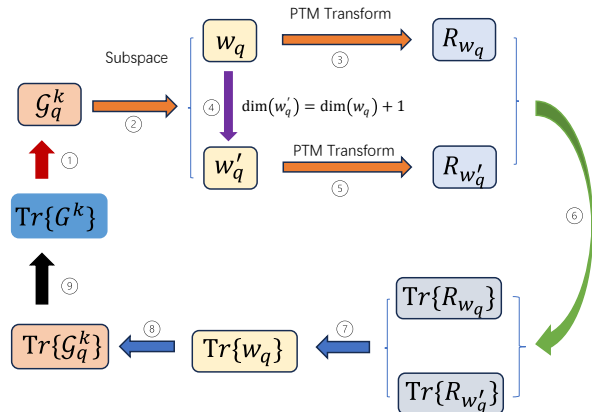 PTM Transform
Subspace
w_q
③
R_{w_q}
𝒢_q^k
②
④
dim(w_q′) = dim(w_q) + 1
①
w_q′
PTM Transform
⑤
R_{w_q′}
Tr{G^k}
⑥
⑨
Tr{R_{w_q}}
Tr{𝒢_q^k}
⑧
Tr{w_q}
⑦
Tr{R_{w_q′}}